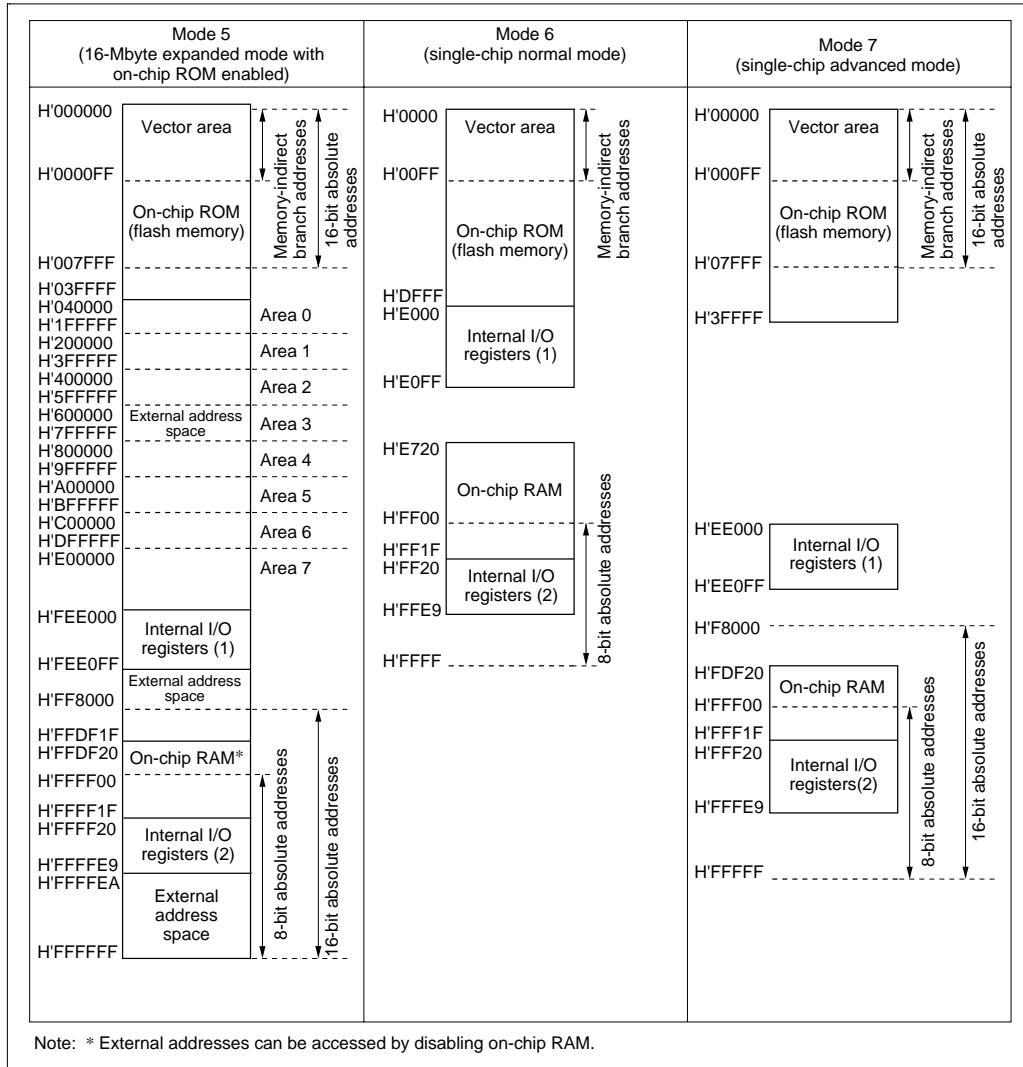 Mode 5
(16-Mbyte expanded mode with
on-chip ROM enabled)
H'000000
Vector area
H'0000FF
On-chip ROM
(flash memory)
H'007FFF
Memory-indirect
branch addresses
16-bit absolute
addresses
H'03FFFF
H'040000
Area 0
H'1FFFFF
H'200000
Area 1
H'3FFFFF
H'400000
Area 2
H'5FFFFF
H'600000
External address
space
Area 3
H'7FFFFF
H'800000
Area 4
H'9FFFFF
H'A00000
Area 5
H'BFFFFF
H'C00000
Area 6
H'DFFFFF
H'E00000
Area 7
H'FEE000
Internal I/O
registers (1)
H'FEE0FF
External address
space
H'FF8000
H'FFDF1F
H'FFDF20
On-chip RAM*
H'FFFF00
H'FFFF1F
H'FFFF20
Internal I/O
registers (2)
H'FFFFE9
H'FFFFEA
External
address
space
H'FFFFFF
8-bit absolute addresses
16-bit absolute addresses
Mode 6
(single-chip normal mode)
H'0000
Vector area
H'00FF
On-chip ROM
(flash memory)
Memory-indirect
branch addresses
H'DFFF
H'E000
Internal I/O
registers (1)
H'E0FF
H'E720
On-chip RAM
H'FF00
H'FF1F
H'FF20
Internal I/O
registers (2)
H'FFE9
H'FFFF
8-bit absolute addresses
Mode 7
(single-chip advanced mode)
H'00000
Vector area
H'000FF
On-chip ROM
(flash memory)
H'07FFF
Memory-indirect
branch addresses
16-bit absolute
addresses
H'3FFFF
H'EE000
Internal I/O
registers (1)
H'EE0FF
H'F8000
H'FDF20
On-chip RAM
H'FFF00
H'FFF1F
H'FFF20
Internal I/O
registers(2)
H'FFFE9
H'FFFFF
8-bit absolute addresses
16-bit absolute addresses
Note: * External addresses can be accessed by disabling on-chip RAM.